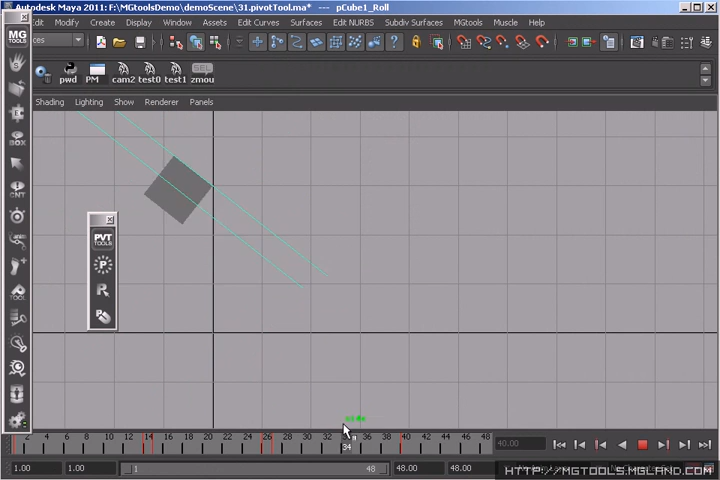 Autodesk Maya 2011: F:\MGtoolsDemo\demoScene\31.pivotTool.ma* --- pCube1_Roll
Modify Create Display Window Assets Edit Curves Surfaces Edit NURBS Subdiv Surfaces MGtools Muscle Help
MG
TOOLS
pwd PM cam2 test0 test1 zmou
SEL
Shading Lighting Show Renderer Panels
BOX
CNT
TOOL
PVT
TOOLS
P
R
2 4 6 8 10 12 14 16 18 20 22 24 26 28 30 32 36 38 40 42 44 46 48
34
40.00
1.00 1.00 1 48 48.00 48.00
HTTP://MGTOOLS.MGLAND.COM